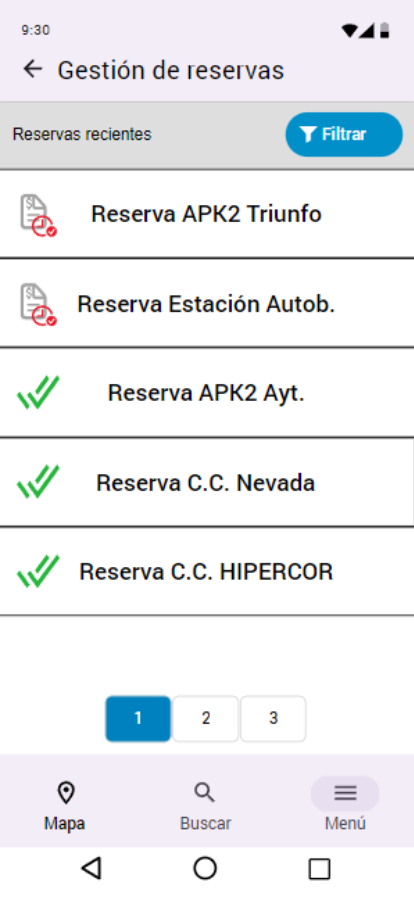 9:30
Gestión de reservas
Reservas recientes
Filtrar
Reserva APK2 Triunfo
Reserva Estación Autob.
Reserva APK2 Ayt.
Reserva C.C. Nevada
Reserva C.C. HIPERCOR
1 2 3
Mapa Buscar Menú